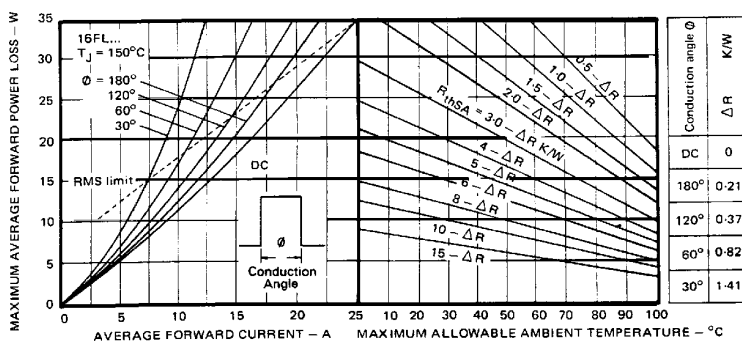 MAXIMUM AVERAGE FORWARD POWER LOSS – W
35
30
25
20
15
10
5
0
16FL...
TJ = 150°C
Ø = 180°
120°
60°
30°
RMS limit
DC
Ø
Conduction
Angle
0 5 10 15 20 25
AVERAGE FORWARD CURRENT – A
0·5 – ΔR
1·0 – ΔR
1·5 – ΔR
2·0 – ΔR
RthSA = 3·0 – ΔR K/W
4 – ΔR
5 – ΔR
6 – ΔR
8 – ΔR
10 – ΔR
15 – ΔR
30 40 50 60 70 80 90 100
MAXIMUM ALLOWABLE AMBIENT TEMPERATURE – °C
Conduction angle Ø
ΔR K/W
DC 0
180° 0·21
120° 0·37
60° 0·82
30° 1·41